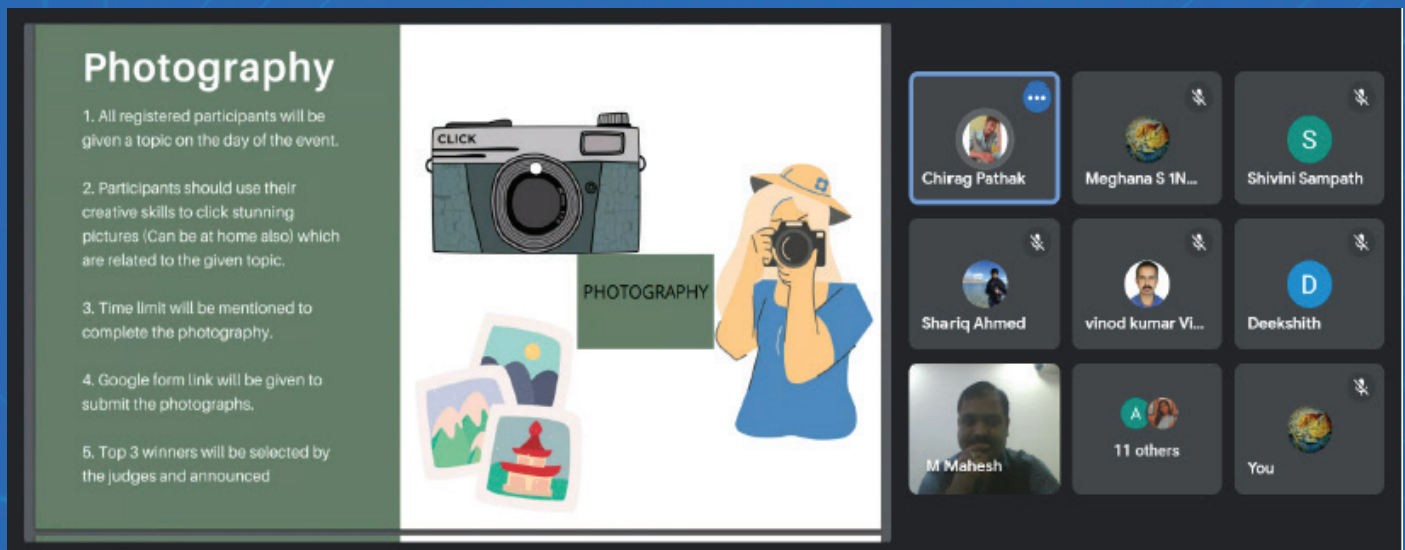 Photography
1. All registered participants will be
given a topic on the day of the event.
2. Participants should use their
creative skills to click stunning
pictures (Can be at home also) which
are related to the given topic.
3. Time limit will be mentioned to
complete the photography.
4. Google form link will be given to
submit the photographs.
5. Top 3 winners will be selected by
the judges and announced
CLICK
PHOTOGRAPHY
Chirag Pathak
Meghana S 1N...
S
Shivini Sampath
Shariq Ahmed
vinod kumar Vi...
D
Deekshith
M Mahesh
A
11 others
You